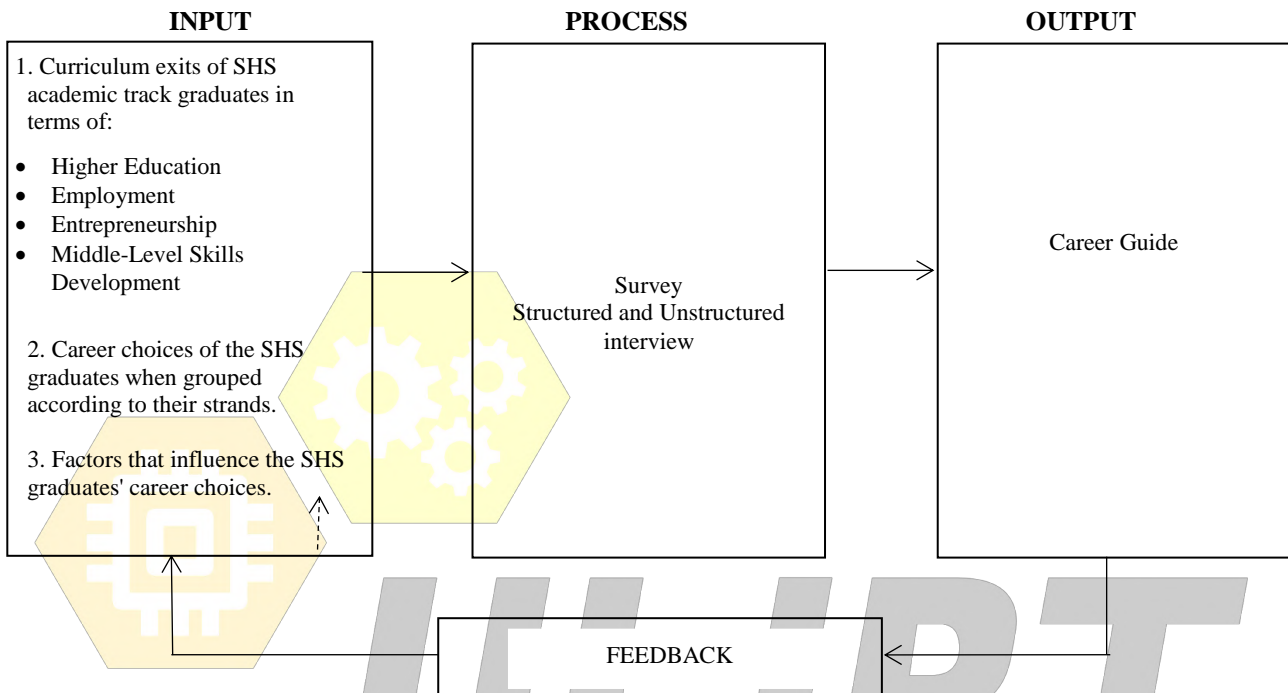 INPUT
PROCESS
OUTPUT
1. Curriculum exits of SHS
academic track graduates in
terms of:
• Higher Education
• Employment
• Entrepreneurship
• Middle-Level Skills
Development
2. Career choices of the SHS
graduates when grouped
according to their strands.
3. Factors that influence the SHS
graduates' career choices.
Survey
Structured and Unstructured
interview
Career Guide
FEEDBACK